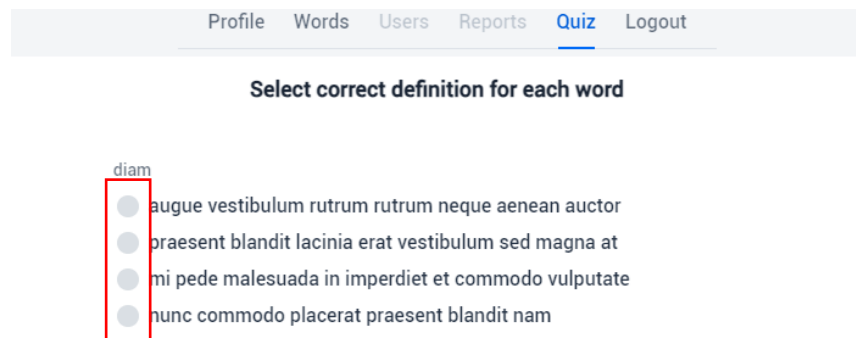 Profile Words Users Reports Quiz Logout
Select correct definition for each word
diam
augue vestibulum rutrum rutrum neque aenean auctor
praesent blandit lacinia erat vestibulum sed magna at
mi pede malesuada in imperdiet et commodo vulputate
nunc commodo placerat praesent blandit nam